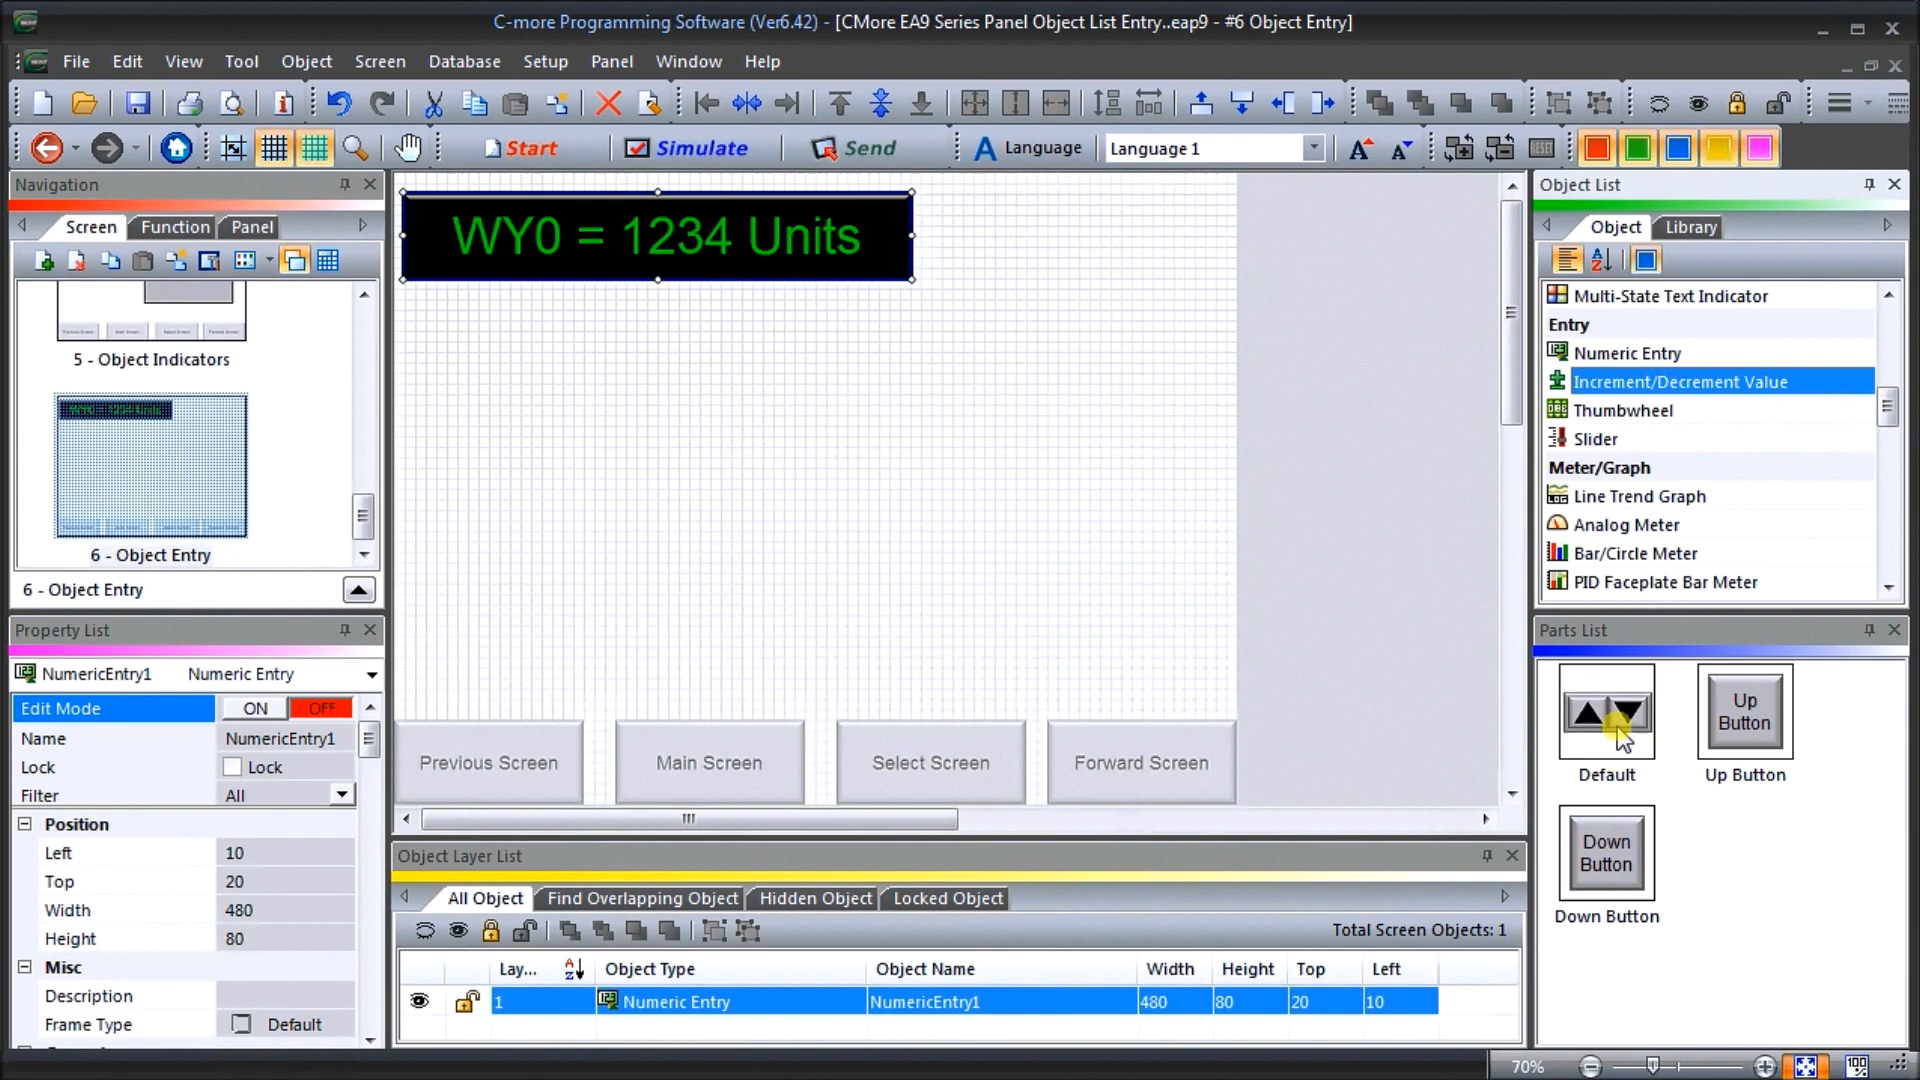 C-more Programming Software (Ver6.42) - [CMore EA9 Series Panel Object List Entry..eap9 - #6 Object Entry]
File Edit View Tool Object Screen Database Setup Panel Window Help
Start Simulate Send Language Language 1 RESET
Navigation
Screen Function Panel
5 - Object Indicators
WY0 = 1234 Units
6 - Object Entry
6 - Object Entry
Property List
NumericEntry1 Numeric Entry
Edit Mode ON OFF
Name NumericEntry1
Lock Lock
Filter All
Position
Left 10
Top 20
Width 480
Height 80
Misc
Description
Frame Type Default
WY0 = 1234 Units
Previous Screen Main Screen Select Screen Forward Screen
Object Layer List
All Object Find Overlapping Object Hidden Object Locked Object
Total Screen Objects: 1
Lay... Object Type Object Name Width Height Top Left
1 Numeric Entry NumericEntry1 480 80 20 10
Object List
Object Library
Multi-State Text Indicator
Entry
Numeric Entry
Increment/Decrement Value
Thumbwheel
Slider
Meter/Graph
Line Trend Graph
Analog Meter
Bar/Circle Meter
PID Faceplate Bar Meter
Parts List
Default
Up
Button
Up Button
Down
Button
Down Button
70%
100